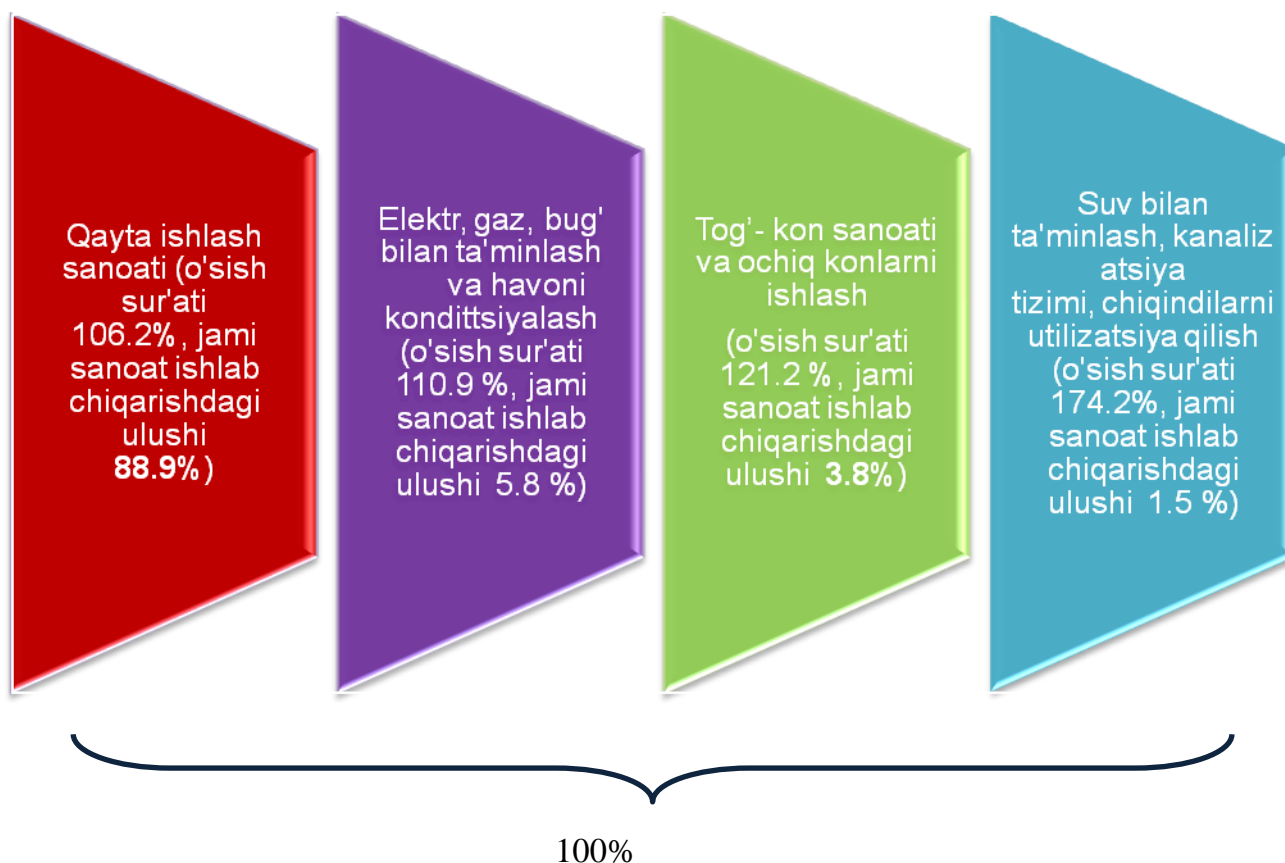 Qayta ishlash
sanoati (o'sish
sur'ati
106.2% , jami
sanoat ishlab
chiqarishdagi
ulushi
88.9%)
Elektr, gaz, bug'
bilan ta'minlash
va havoni
kondittsiyalash
(o'sish sur'ati
110.9 %, jami
sanoat ishlab
chiqarishdagi
ulushi 5.8 %)
Tog’- kon sanoati
va ochiq konlarni
ishlash
(o'sish sur'ati
121.2 % , jami
sanoat ishlab
chiqarishdagi
ulushi 3.8%)
Suv bilan
ta'minlash, kanaliz
atsiya
tizimi, chiqindilarni
utilizatsiya qilish
(o'sish sur'ati
174.2%, jami
sanoat ishlab
chiqarishdagi
ulushi 1.5 %)
100%